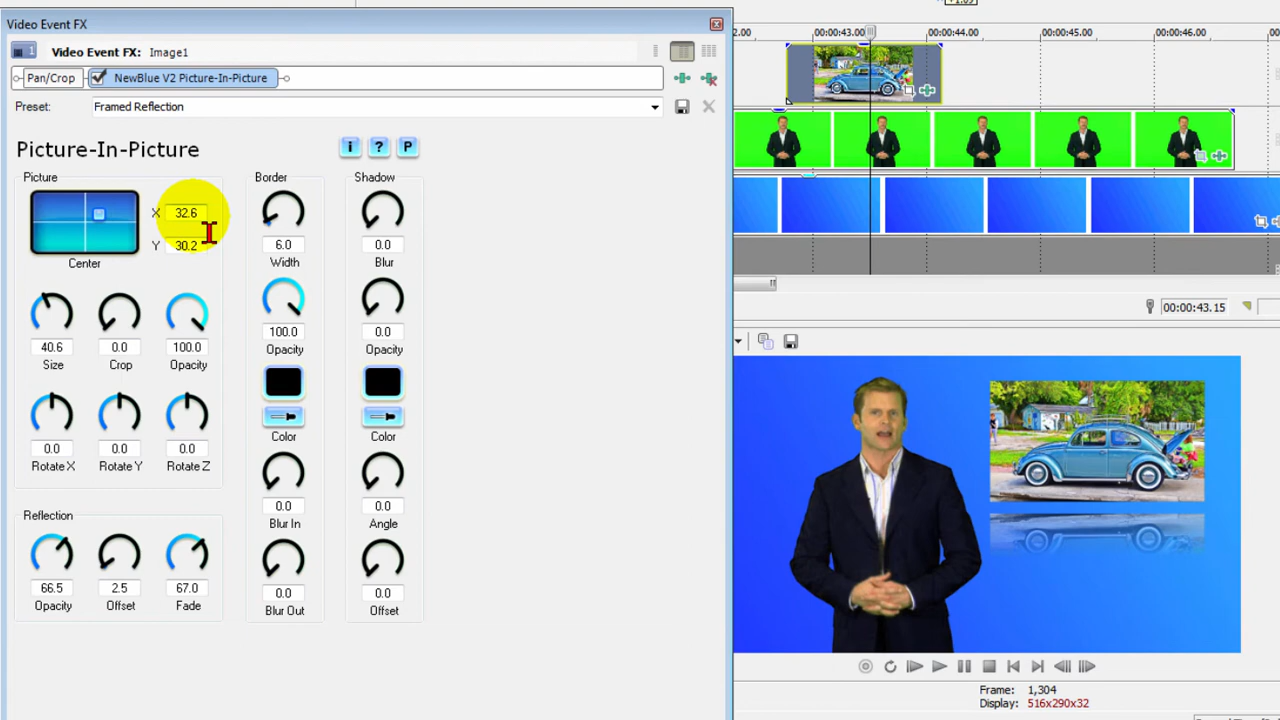 Video Event FX
1 Video Event FX: Image1
Pan/Crop NewBlue V2 Picture-In-Picture
Preset: Framed Reflection
Picture-In-Picture
i ? P
Picture
X 32.6
Y 30.2
Center
40.6 0.0 100.0
Size Crop Opacity
0.0 0.0 0.0
Rotate X Rotate Y Rotate Z
Reflection
66.5 2.5 67.0
Opacity Offset Fade
Border
6.0
Width
100.0
Opacity
Color
0.0
Blur In
0.0
Blur Out
Shadow
0.0
Blur
0.0
Opacity
Color
0.0
Angle
0.0
Offset
2.00 00:00:43.00 00:00:44.00 00:00:45.00 00:00:46.00
00:00:43.15
Frame: 1,304
Display: 516x290x32